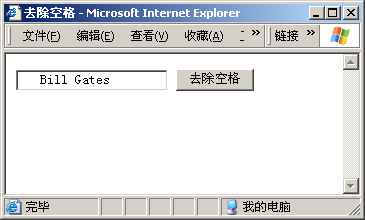 去除空格 - Microsoft Internet Explorer
文件(F) 编辑(E) 查看(V) 收藏(A) » 链接 »
Bill Gates 去除空格
完毕 我的电脑